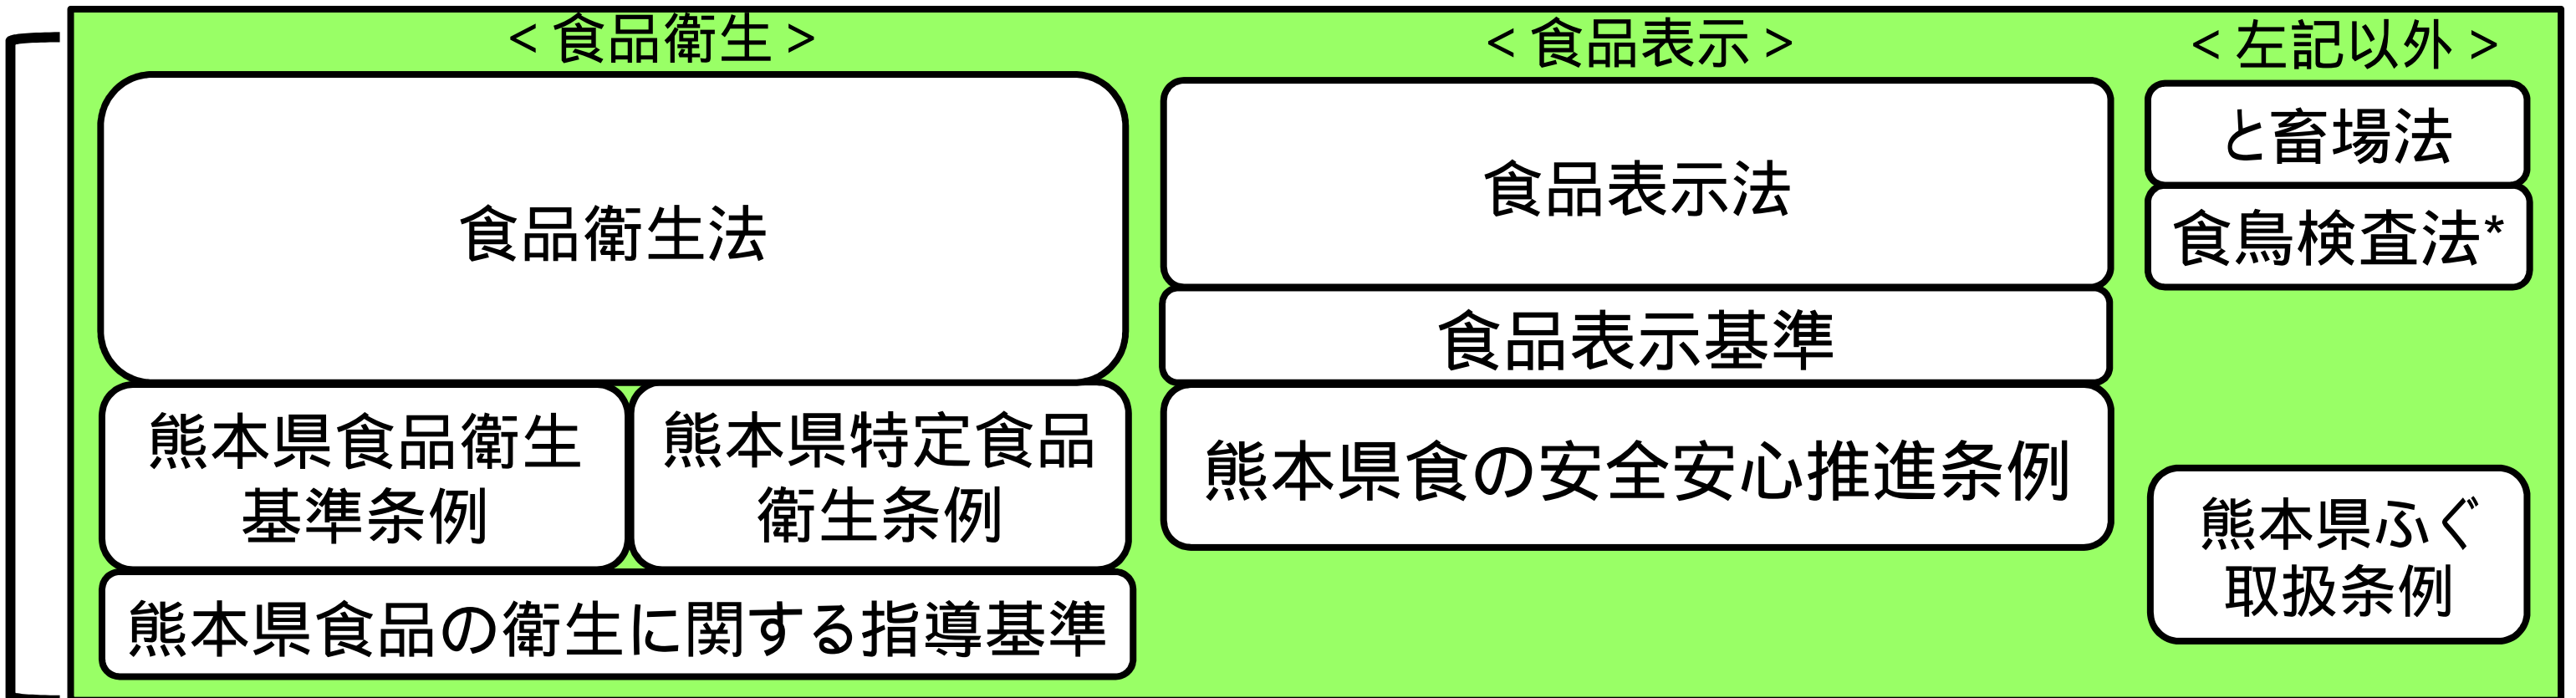 ＜食品衛生＞
食品衛生法
熊本県食品衛生
基準条例
熊本県特定食品
衛生条例
熊本県食品の衛生に関する指導基準
＜食品表示＞
食品表示法
食品表示基準
熊本県食の安全安心推進条例
＜左記以外＞
と畜場法
食鳥検査法*
熊本県ふぐ
取扱条例